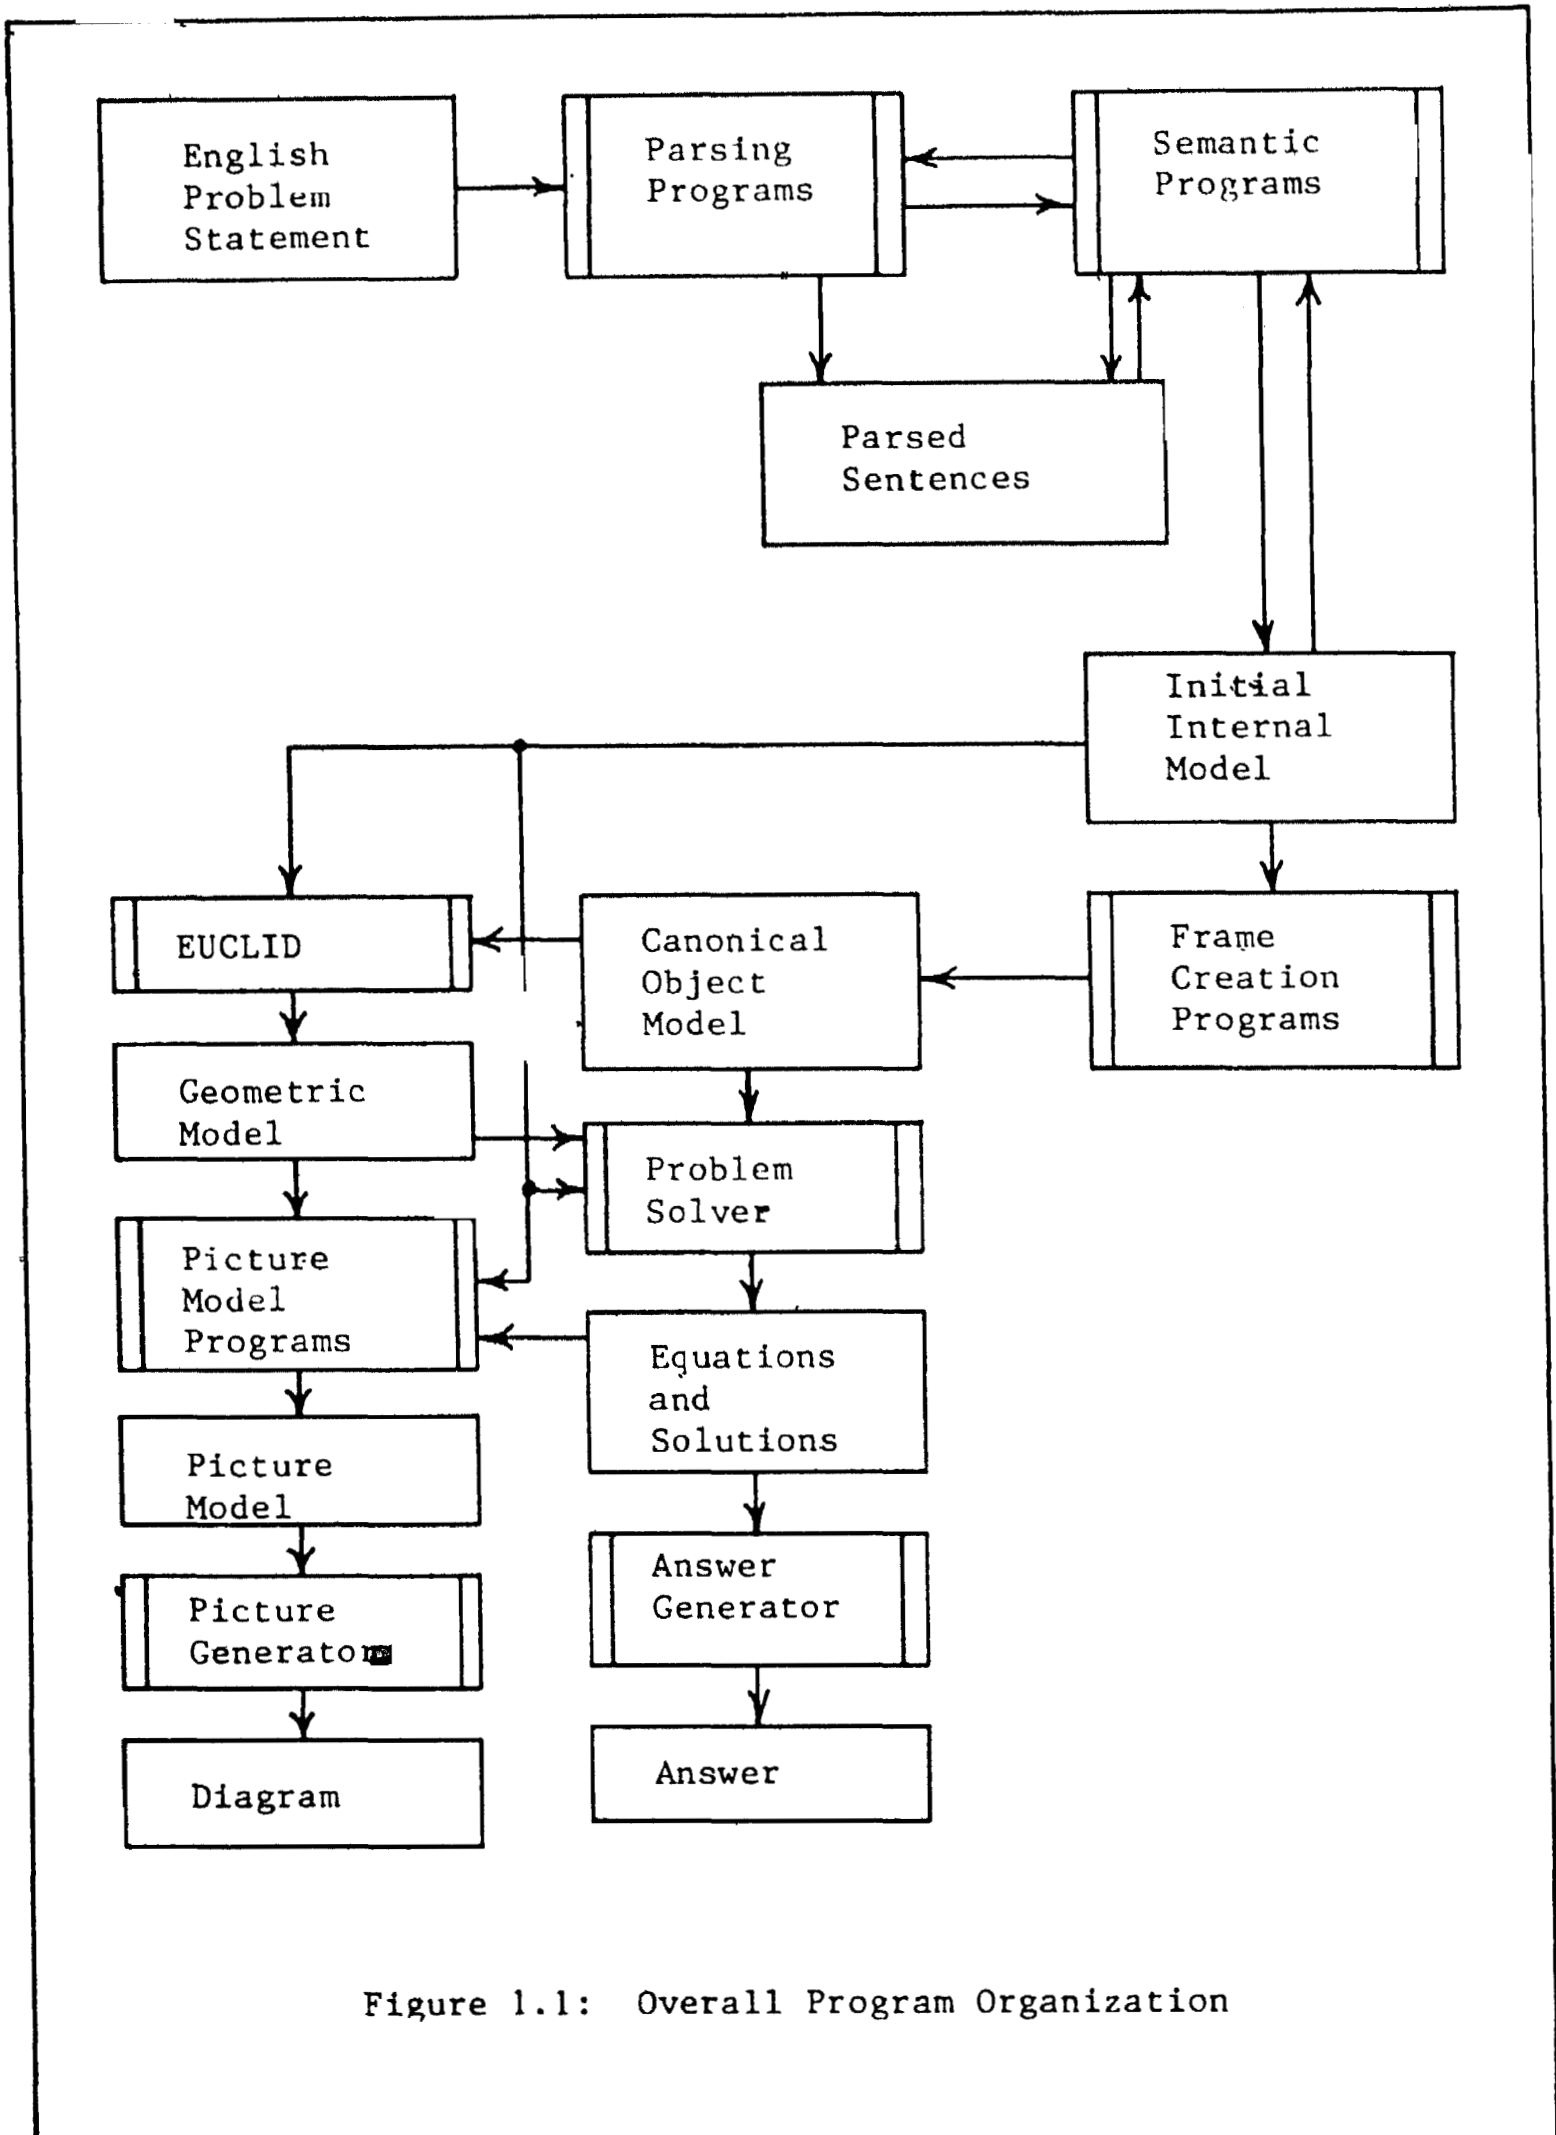 English
Problem
Statement
Parsing
Programs
Semantic
Programs
Parsed
Sentences
Initial
Internal
Model
EUCLID
Canonical
Object
Model
Frame
Creation
Programs
Geometric
Model
Problem
Solver
Picture
Model
Programs
Equations
and
Solutions
Picture
Model
Answer
Generator
Picture
Generator
Diagram
Answer
Figure 1.1: Overall Program Organization